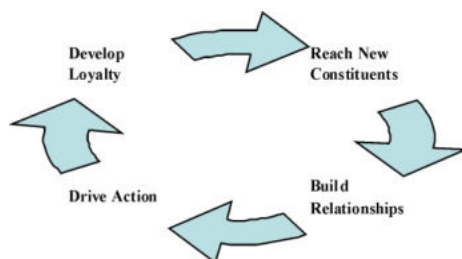 Develop
Loyalty
Reach New
Constituents
Drive Action
Build
Relationships